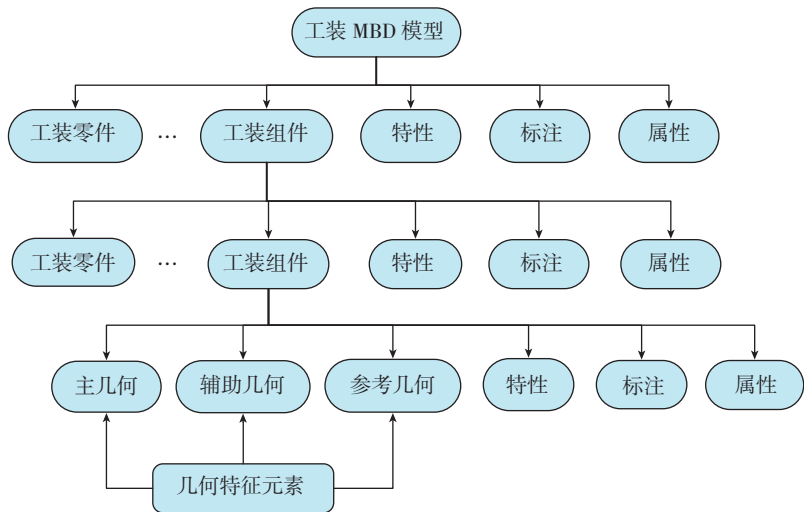 工装 MBD 模型
工装零件 … 工装组件 特性 标注 属性
工装零件 … 工装组件 特性 标注 属性
主几何 辅助几何 参考几何 特性 标注 属性
几何特征元素